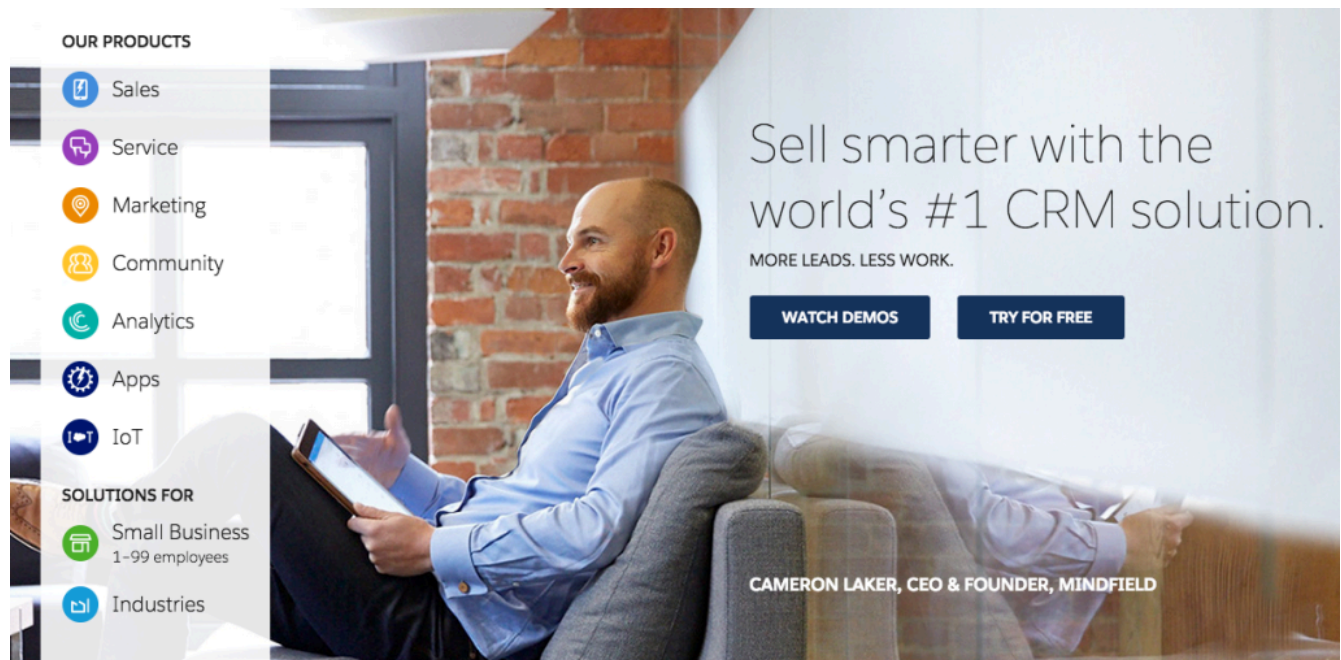 OUR PRODUCTS
Sales
Service
Marketing
Community
Analytics
Apps
IoT
SOLUTIONS FOR
Small Business
1–99 employees
Industries
Sell smarter with the
world's #1 CRM solution.
MORE LEADS. LESS WORK.
WATCH DEMOS
TRY FOR FREE
CAMERON LAKER, CEO & FOUNDER, MINDFIELD